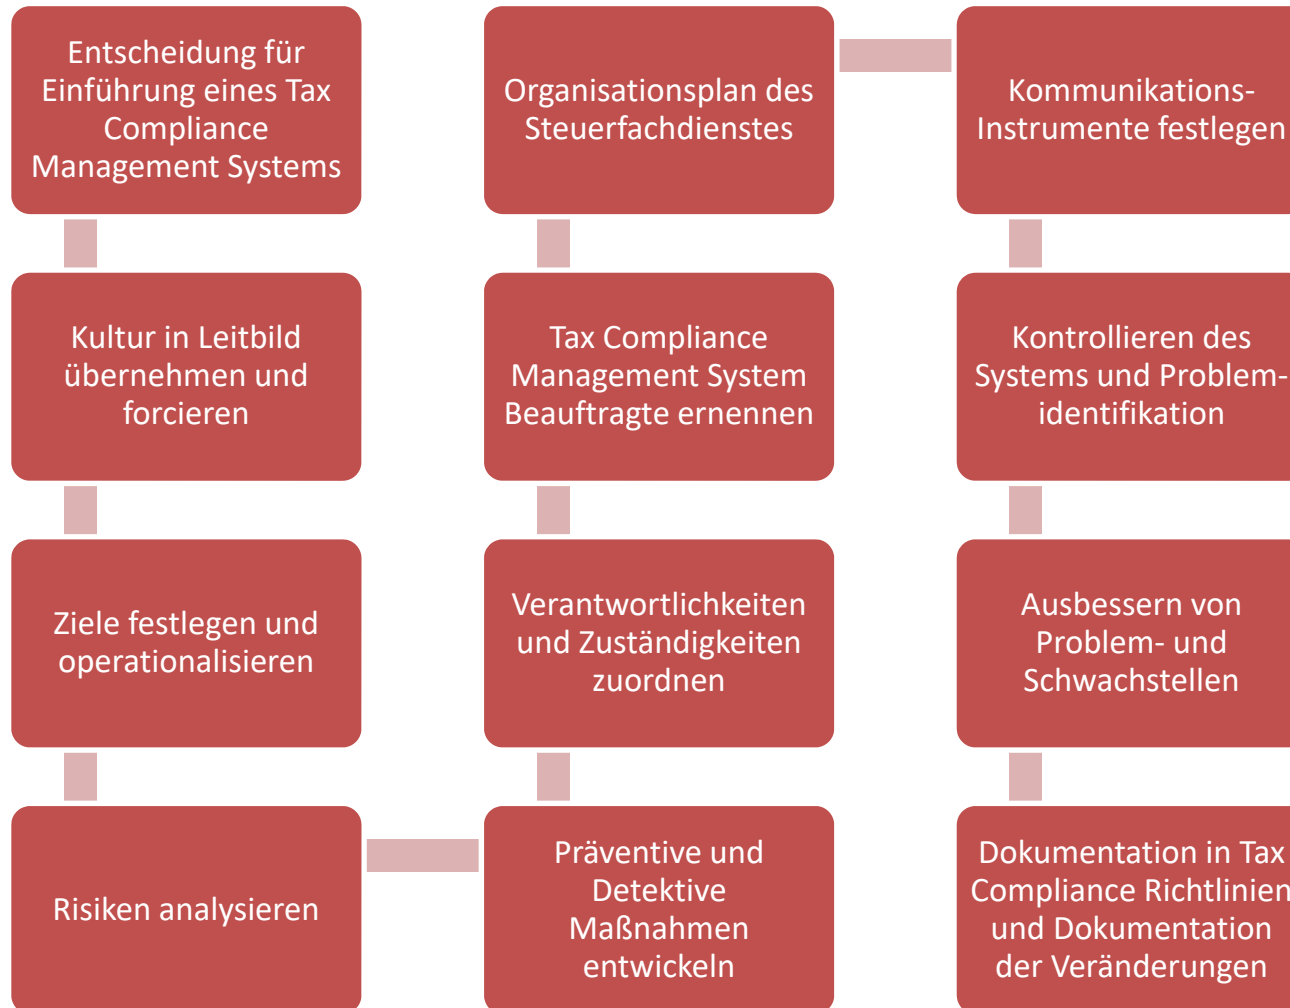 Entscheidung für
Einführung eines Tax
Compliance
Management Systems
Kultur in Leitbild
übernehmen und
forcieren
Ziele festlegen und
operationalisieren
Risiken analysieren
Präventive und
Detektive
Maßnahmen
entwickeln
Verantwortlichkeiten
und Zuständigkeiten
zuordnen
Tax Compliance
Management System
Beauftragte ernennen
Organisationsplan des
Steuerfachdienstes
Kommunikations-
Instrumente festlegen
Kontrollieren des
Systems und Problem-
identifikation
Ausbessern von
Problem- und
Schwachstellen
Dokumentation in Tax
Compliance Richtlinien
und Dokumentation
der Veränderungen